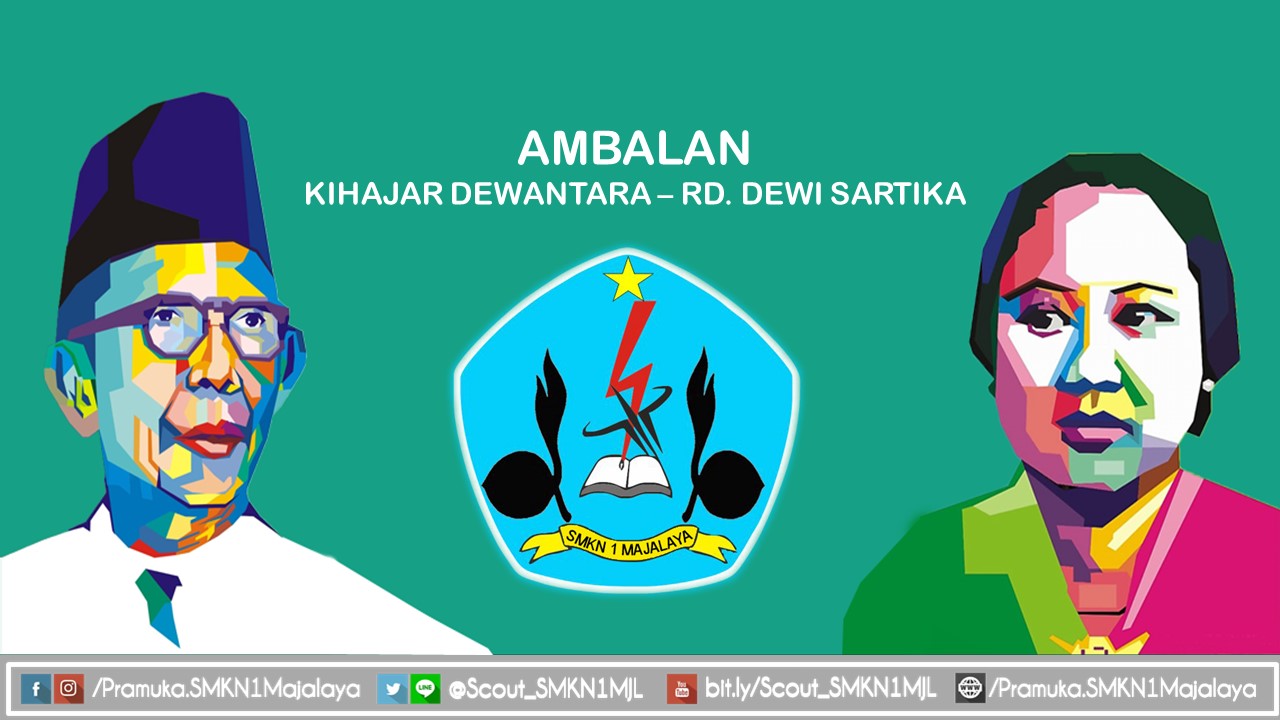 AMBALAN
KIHAJAR DEWANTARA – RD. DEWI SARTIKA
SMKN 1 MAJALAYA
/Pramuka.SMKN1Majalaya @Scout_SMKN1MJL bit.ly/Scout_SMKN1MJL /Pramuka.SMKN1Majalaya